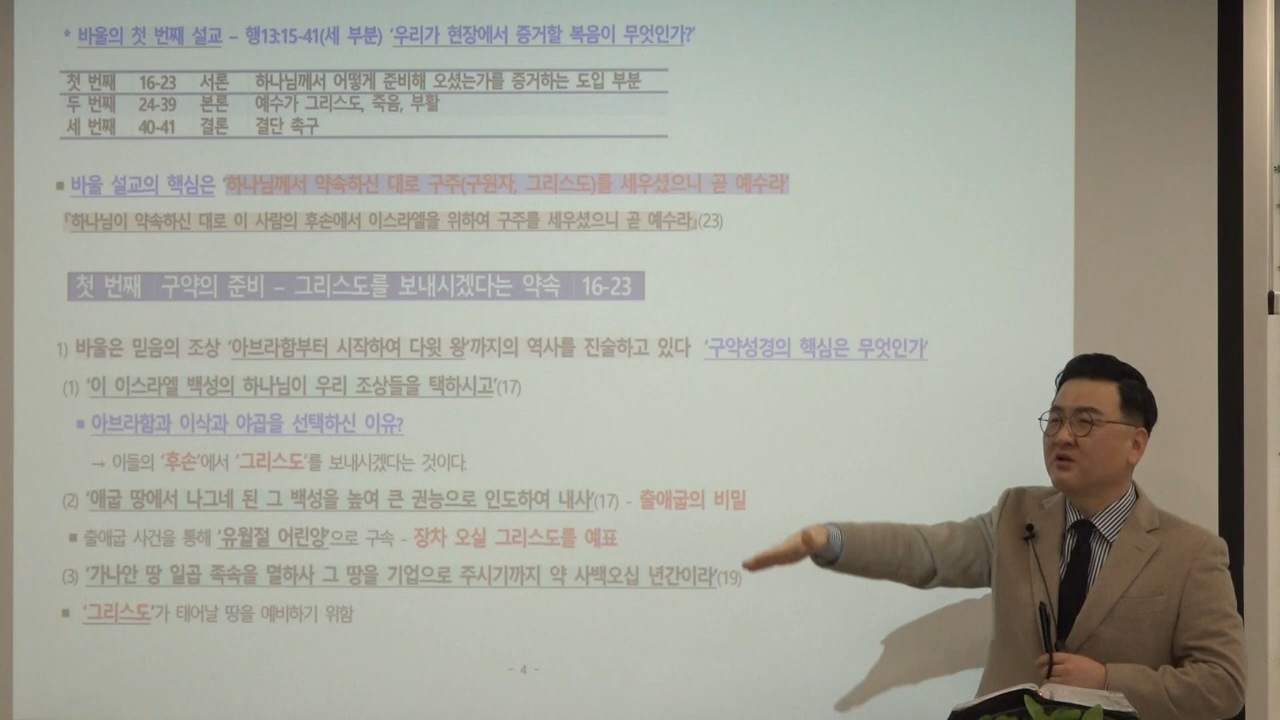 * 바울의 첫 번째 설교 – 행13:15-41(세 부분) ‘우리가 현장에서 증거할 복음이 무엇인가?’
첫 번째 16-23 서론 하나님께서 어떻게 준비해 오셨는가를 증거하는 도입 부분
두 번째 24-39 본론 예수가 그리스도, 죽음, 부활
세 번째 40-41 결론 결단 촉구
■ 바울 설교의 핵심은 ‘하나님께서 약속하신 대로 구주(구원자, 그리스도)를 세우셨으니 곧 예수라’
『하나님이 약속하신 대로 이 사람의 후손에서 이스라엘을 위하여 구주를 세우셨으니 곧 예수라』(23)
첫 번째 구약의 준비 – 그리스도를 보내시겠다는 약속 16-23
1) 바울은 믿음의 조상 ‘아브라함부터 시작하여 다윗 왕’까지의 역사를 진술하고 있다 ‘구약성경의 핵심은 무엇인가’
(1) ‘이 이스라엘 백성의 하나님이 우리 조상들을 택하시고’(17)
■ 아브라함과 이삭과 야곱을 선택하신 이유?
→ 이들의 ‘후손’에서 ‘그리스도’를 보내시겠다는 것이다.
(2) ‘애굽 땅에서 나그네 된 그 백성을 높여 큰 권능으로 인도하여 내사’(17) - 출애굽의 비밀
■ 출애굽 사건을 통해 ‘유월절 어린양’으로 구속 - 장차 오실 그리스도를 예표
(3) ‘가나안 땅 일곱 족속을 멸하사 그 땅을 기업으로 주시기까지 약 사백오십 년간이라’(19)
■ ‘그리스도’가 태어날 땅을 예비하기 위함
- 4 -